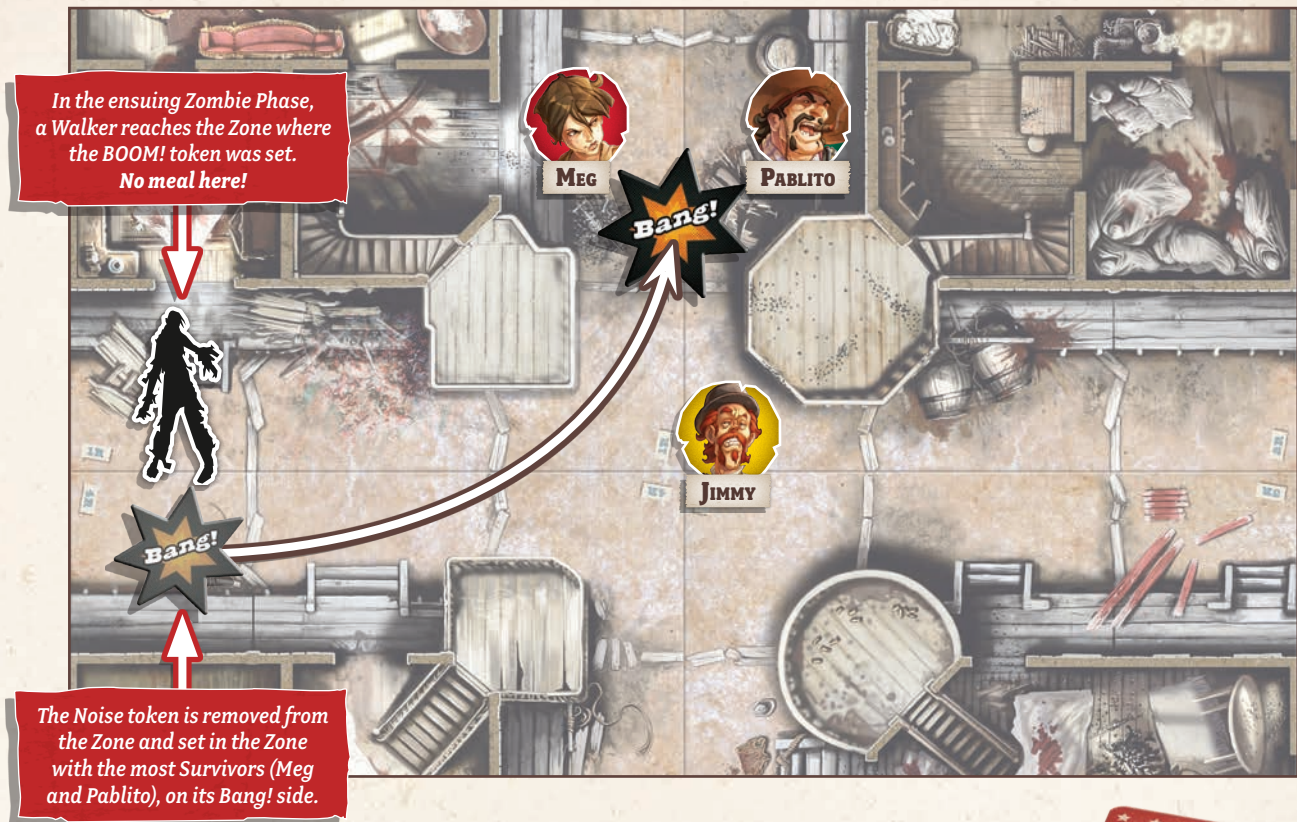 In the ensuing Zombie Phase,
a Walker reaches the Zone where
the BOOM! token was set.
No meal here!
MEG
PABLITO
Bang!
JIMMY
Bang!
The Noise token is removed from
the Zone and set in the Zone
with the most Survivors (Meg
and Pablito), on its Bang! side.